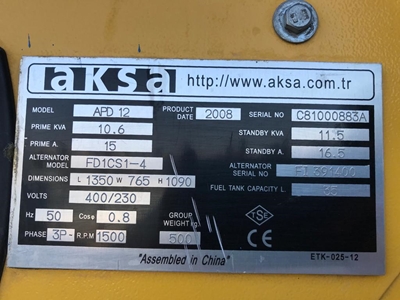 aksa http://www.aksa.com.tr
MODEL APD 12 PRODUCT DATE 2008 SERIAL NO C81000883A
PRIME KVA 10.6 STANDBY KVA 11.5
PRIME A. 15 STANDBY A. 16.5
ALTERNATOR MODEL FD1CS1-4 ALTERNATOR SERIAL NO
DIMENSIONS L 1350 W 765 H 1090 FUEL TANK CAPACITY L. 35
VOLTS 400/230
Hz 50 Cosφ 0.8 GROUP WEIGHT(kg) 500 TSE
PHASE 3P~ R.P.M 1500 CE
"Assembled in China" ETK-025-12